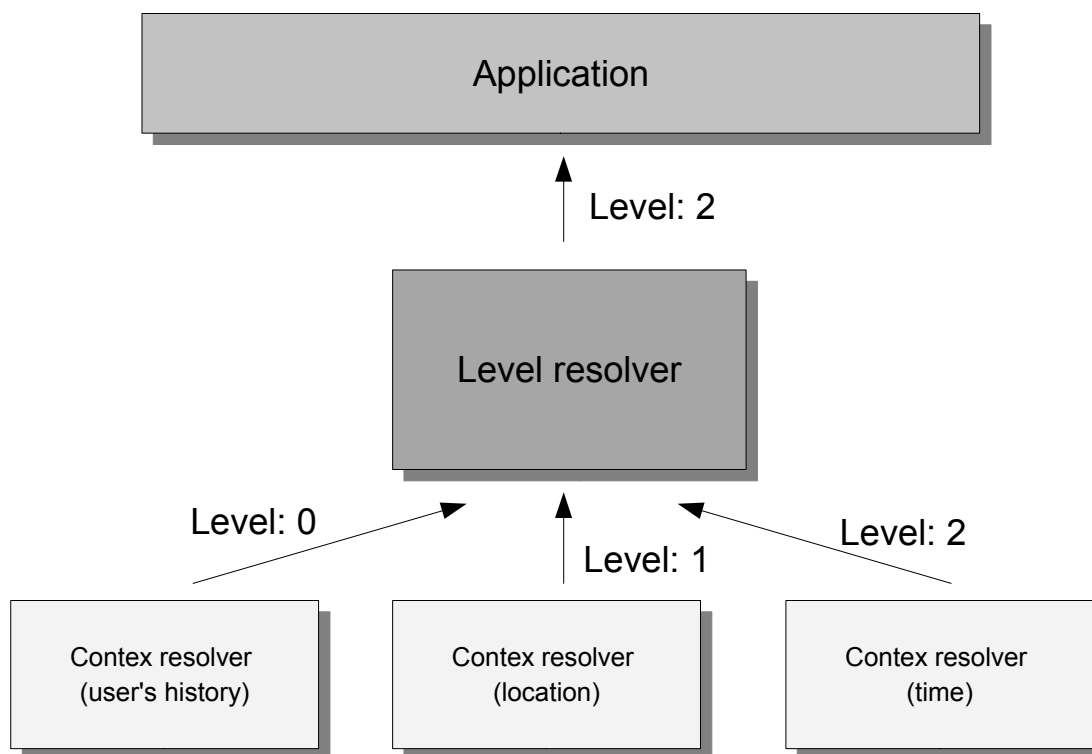 Application
Level: 2
Level resolver
Level: 0
Level: 1
Level: 2
Contex resolver
(user's history)
Contex resolver
(location)
Contex resolver
(time)